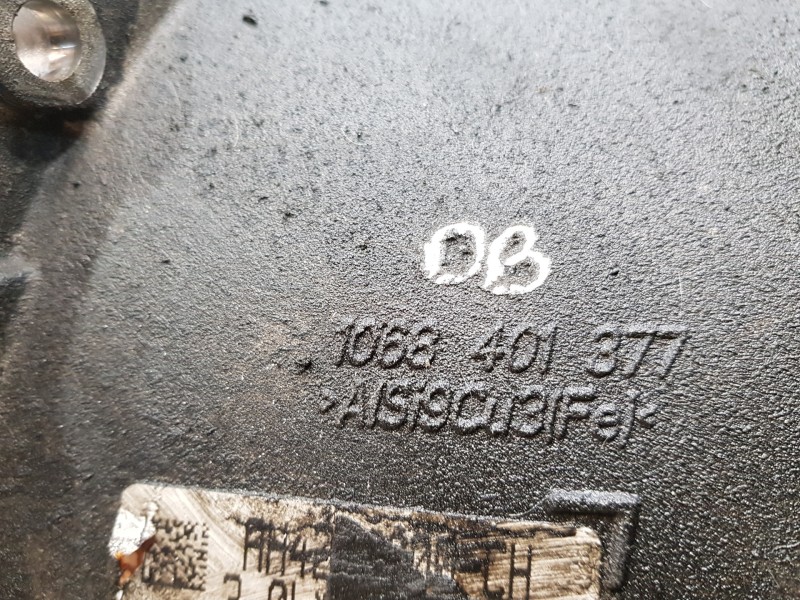 DB
1068 401 377
>AlSi9Cu3(Fe)<